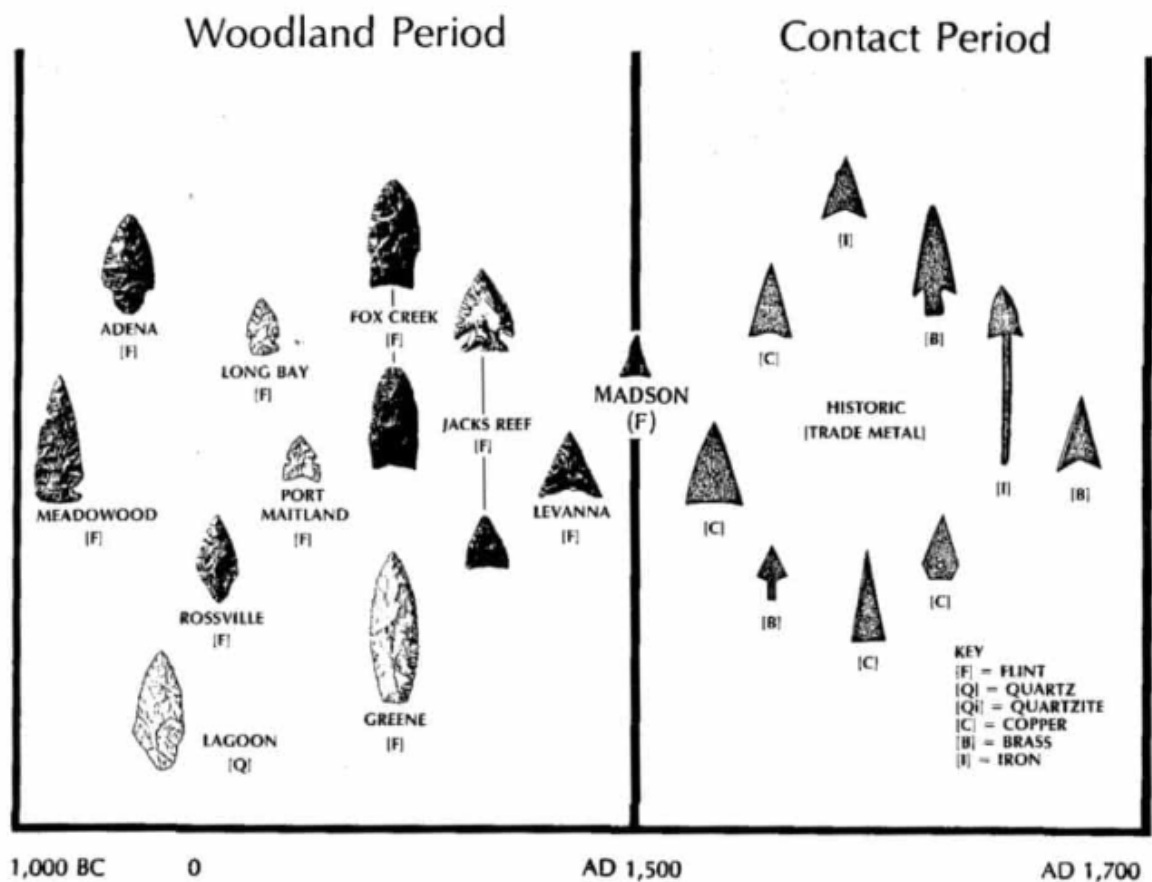 Woodland Period
Contact Period
ADENA
[F]
LONG BAY
[F]
FOX CREEK
[F]
MEADOWOOD
[F]
PORT
MAITLAND
[F]
JACKS REEF
[F]
LEVANNA
[F]
ROSSVILLE
[F]
LAGOON
[Q]
GREENE
[F]
MADSON
(F)
[I]
[B]
[C]
HISTORIC
[TRADE METAL]
[C]
[I]
[B]
[B]
[C]
[C]
KEY
[F] = FLINT
[Q] = QUARTZ
[Qi] = QUARTZITE
[C] = COPPER
[B] = BRASS
[I] = IRON
1,000 BC
0
AD 1,500
AD 1,700